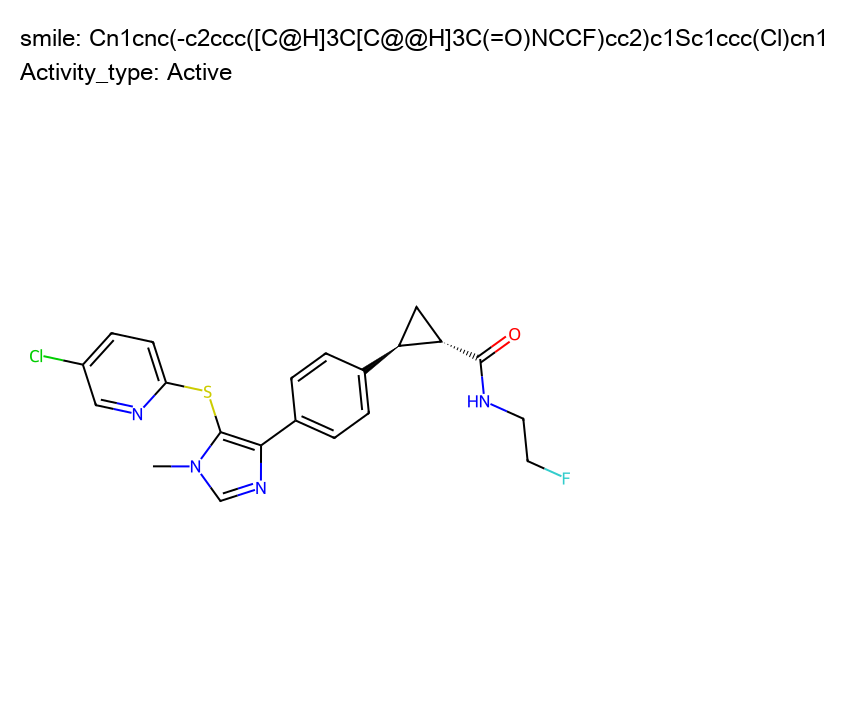 smile: Cn1cnc(-c2ccc([C@H]3C[C@@H]3C(=O)NCCF)cc2)c1Sc1ccc(Cl)cn1
Activity_type: Active
O
Cl
S
HN
N
N
F
N